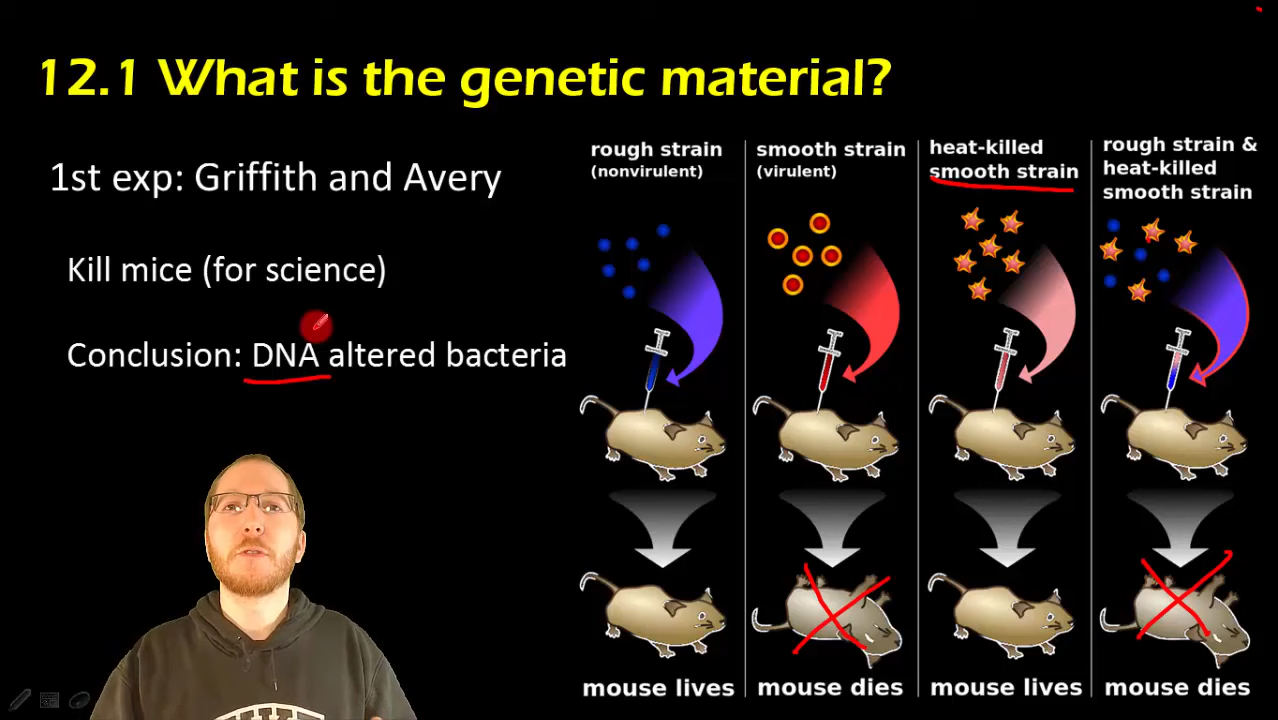 12.1 What is the genetic material?
1st exp: Griffith and Avery
Kill mice (for science)
Conclusion: DNA altered bacteria
rough strain
(nonvirulent)
mouse lives
smooth strain
(virulent)
mouse dies
heat-killed
smooth strain
mouse lives
rough strain &
heat-killed
smooth strain
mouse dies